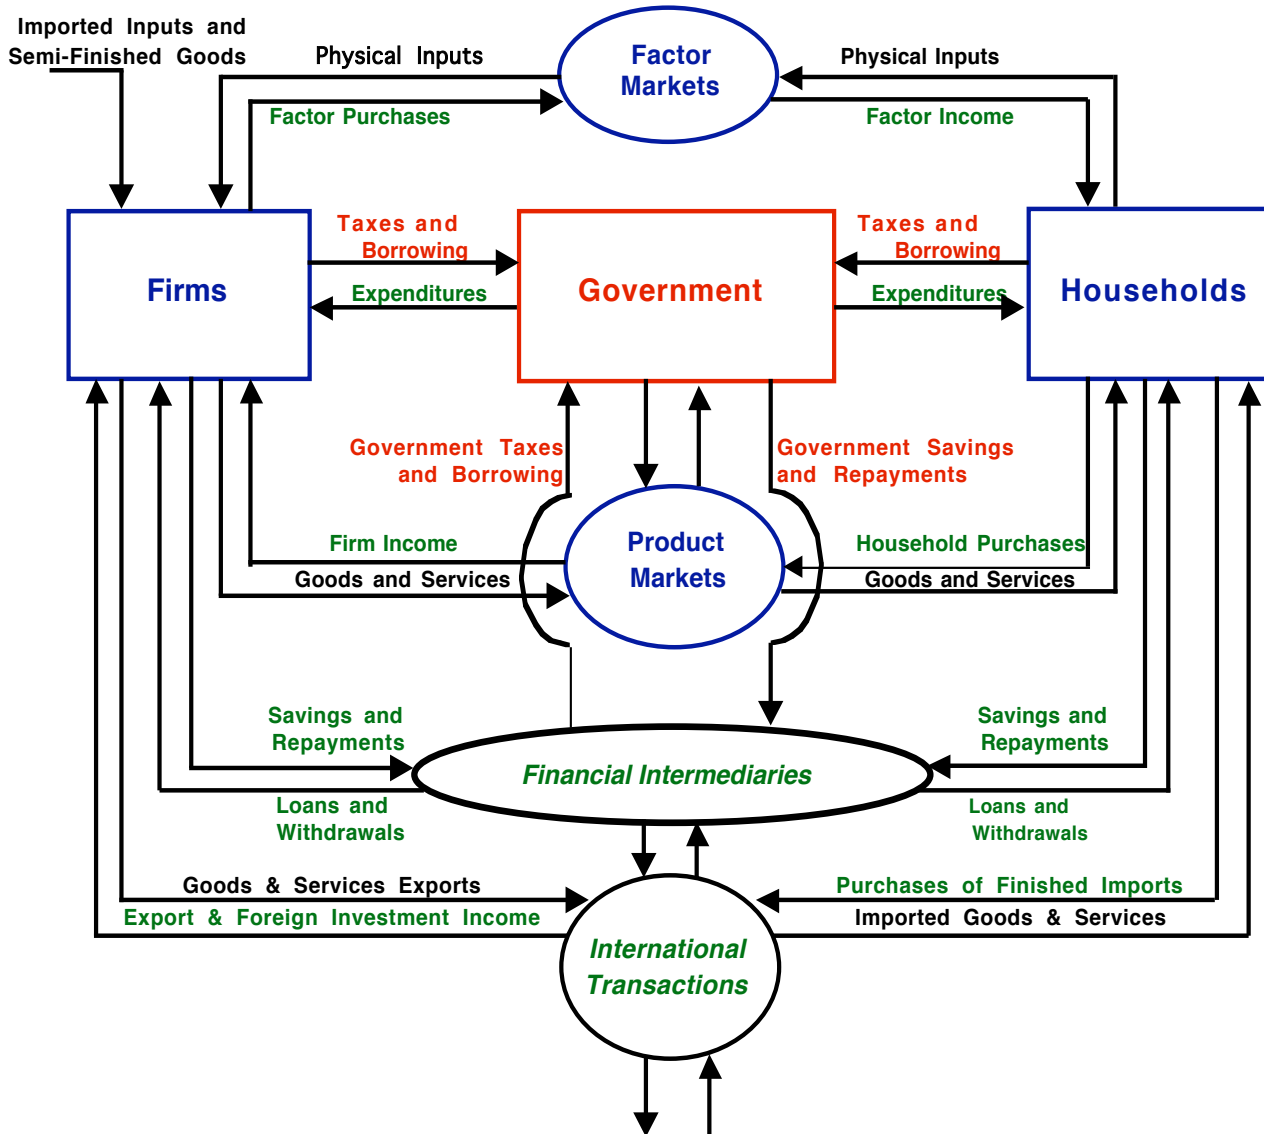 Imported Inputs and
Semi-Finished Goods
Physical Inputs
Factor
Markets
Physical Inputs
Factor Purchases
Factor Income
Taxes and
Borrowing
Taxes and
Borrowing
Firms
Government
Households
Expenditures
Expenditures
Government Taxes
and Borrowing
Government Savings
and Repayments
Firm Income
Product
Markets
Household Purchases
Goods and Services
Goods and Services
Savings and
Repayments
Savings and
Repayments
Financial Intermediaries
Loans and
Withdrawals
Loans and
Withdrawals
Goods & Services Exports
Purchases of Finished Imports
Export & Foreign Investment Income
Imported Goods & Services
International
Transactions